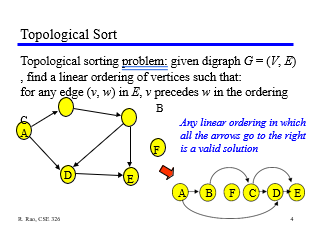 Topological Sort
Topological sorting problem: given digraph G = (V, E)
, find a linear ordering of vertices such that:
for any edge (v, w) in E, v precedes w in the ordering
B
C
A
Any linear ordering in which
all the arrows go to the right
is a valid solution
F
D
E
A B F C D E
R. Rao, CSE 326
4